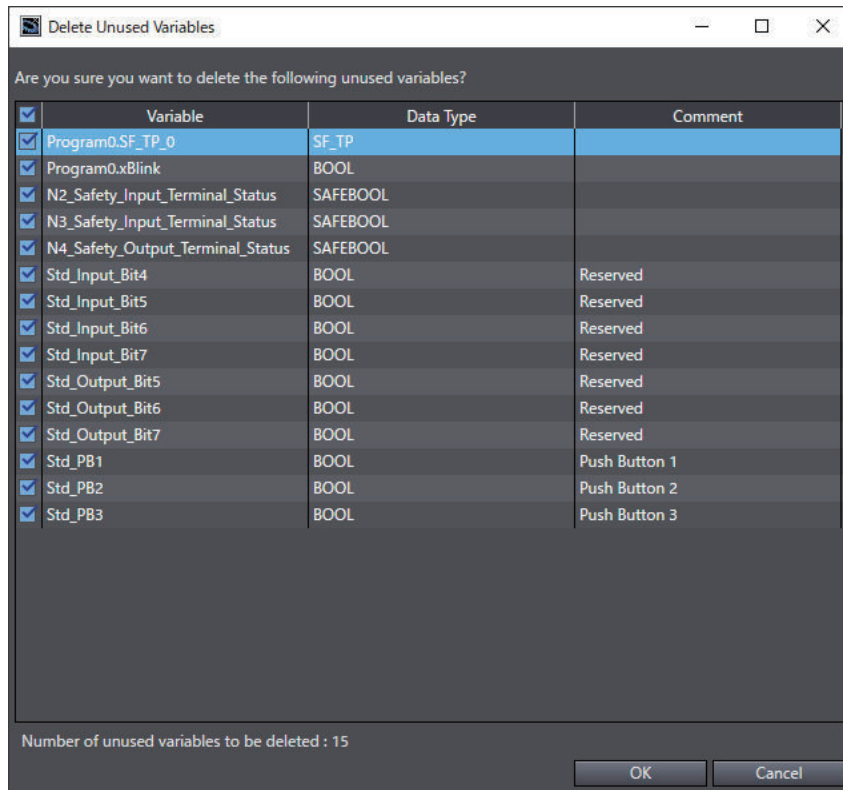 Delete Unused Variables
Are you sure you want to delete the following unused variables?
Variable Data Type Comment
Program0.SF_TP_0 SF_TP
Program0.xBlink BOOL
N2_Safety_Input_Terminal_Status SAFEBOOL
N3_Safety_Input_Terminal_Status SAFEBOOL
N4_Safety_Output_Terminal_Status SAFEBOOL
Std_Input_Bit4 BOOL Reserved
Std_Input_Bit5 BOOL Reserved
Std_Input_Bit6 BOOL Reserved
Std_Input_Bit7 BOOL Reserved
Std_Output_Bit5 BOOL Reserved
Std_Output_Bit6 BOOL Reserved
Std_Output_Bit7 BOOL Reserved
Std_PB1 BOOL Push Button 1
Std_PB2 BOOL Push Button 2
Std_PB3 BOOL Push Button 3
Number of unused variables to be deleted : 15
OK Cancel